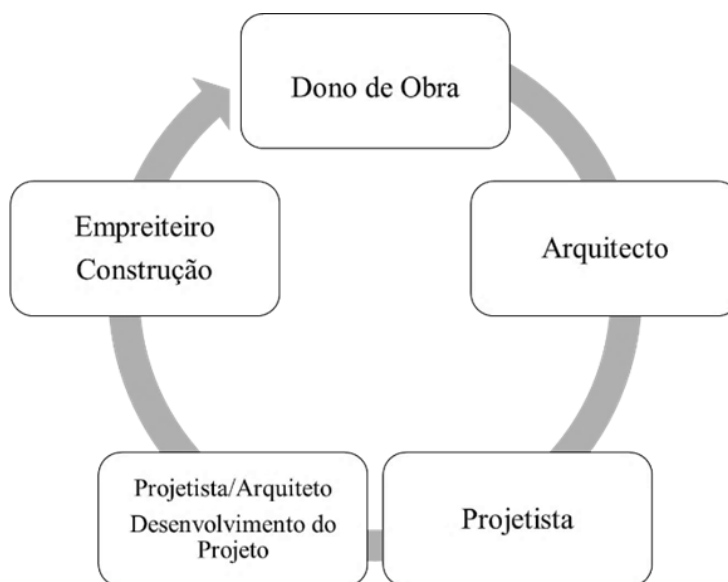 Dono de Obra
Arquitecto
Projetista
Projetista/Arquiteto
Desenvolvimento do
Projeto
Empreiteiro
Construção